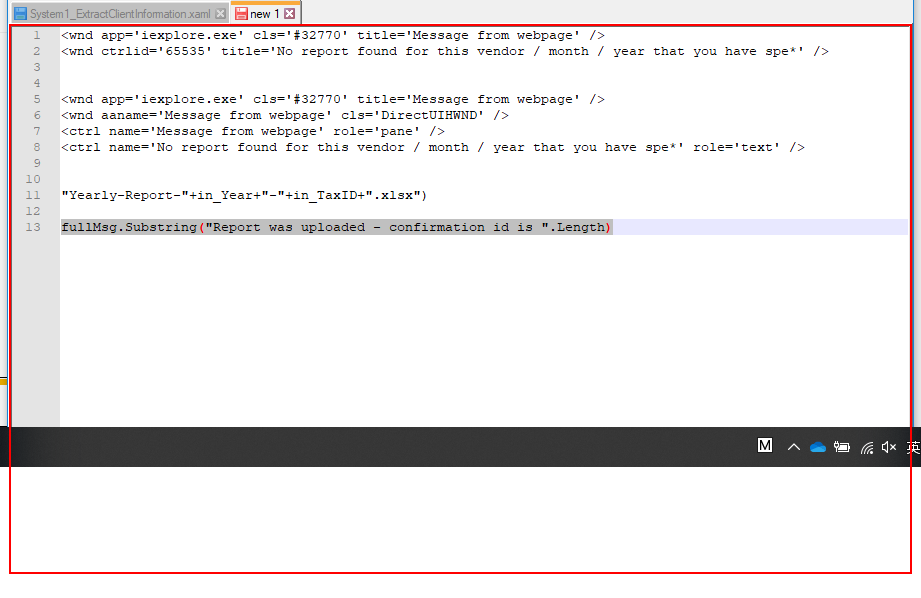 System1_ExtractClientInformation.xaml new 1
1 <wnd app='iexplore.exe' cls='#32770' title='Message from webpage' />
2 <wnd ctrlid='65535' title='No report found for this vendor / month / year that you have spe*' />
3
4
5 <wnd app='iexplore.exe' cls='#32770' title='Message from webpage' />
6 <wnd aaname='Message from webpage' cls='DirectUIHWND' />
7 <ctrl name='Message from webpage' role='pane' />
8 <ctrl name='No report found for this vendor / month / year that you have spe*' role='text' />
9
10
11 "Yearly-Report-"+in_Year+"-"+in_TaxID+".xlsx")
12
13 fullMsg.Substring("Report was uploaded - confirmation id is ".Length)
M 英